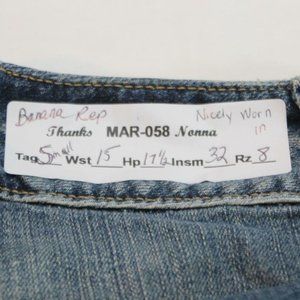 Banana Rep Nicely Worn in
Thanks MAR-058 Nonna
Tag Small Wst 15 Hp 17½ Insm 32 Rz 8